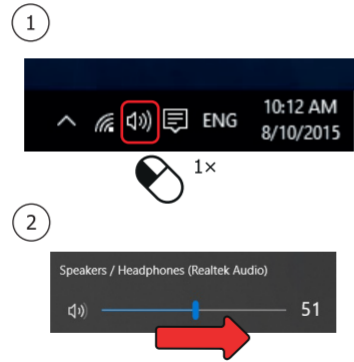 1
ENG
10:12 AM
8/10/2015
1×
2
Speakers / Headphones (Realtek Audio)
51